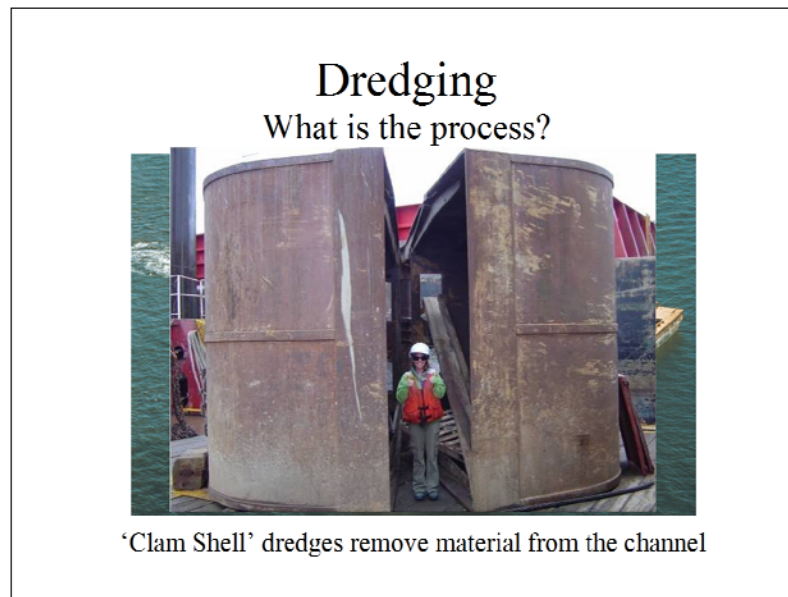 Dredging
What is the process?
‘Clam Shell’ dredges remove material from the channel